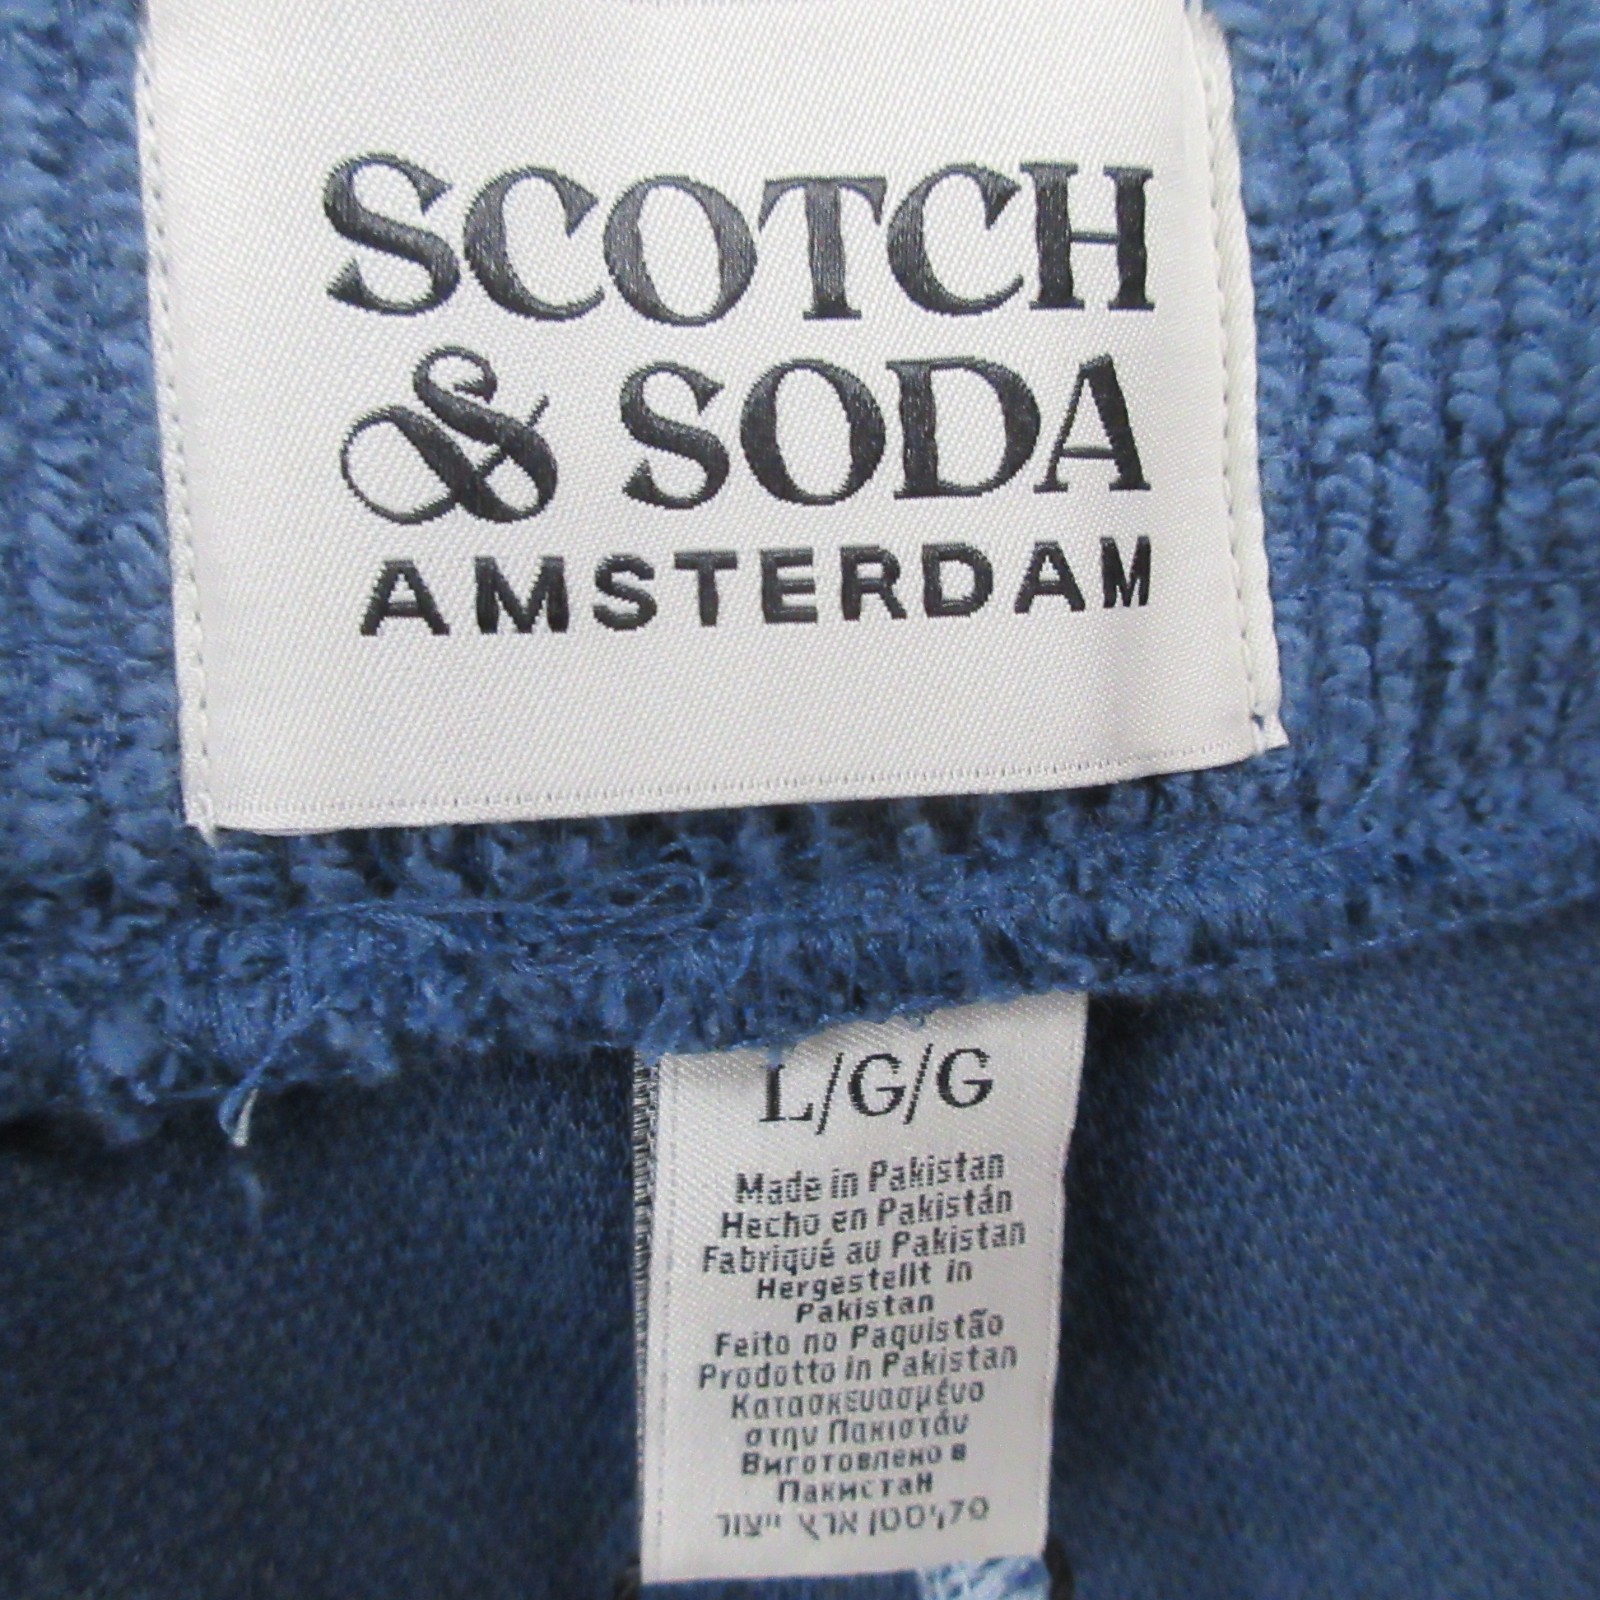 SCOTCH
& SODA
AMSTERDAM
L/G/G
Made in Pakistan
Hecho en Pakistán
Fabriqué au Pakistan
Hergestellt in
Pakistan
Feito no Paquistão
Prodotto in Pakistan
Κατασκευασμένο
στην Πακιστάν
Виготовлено в
Пакистан